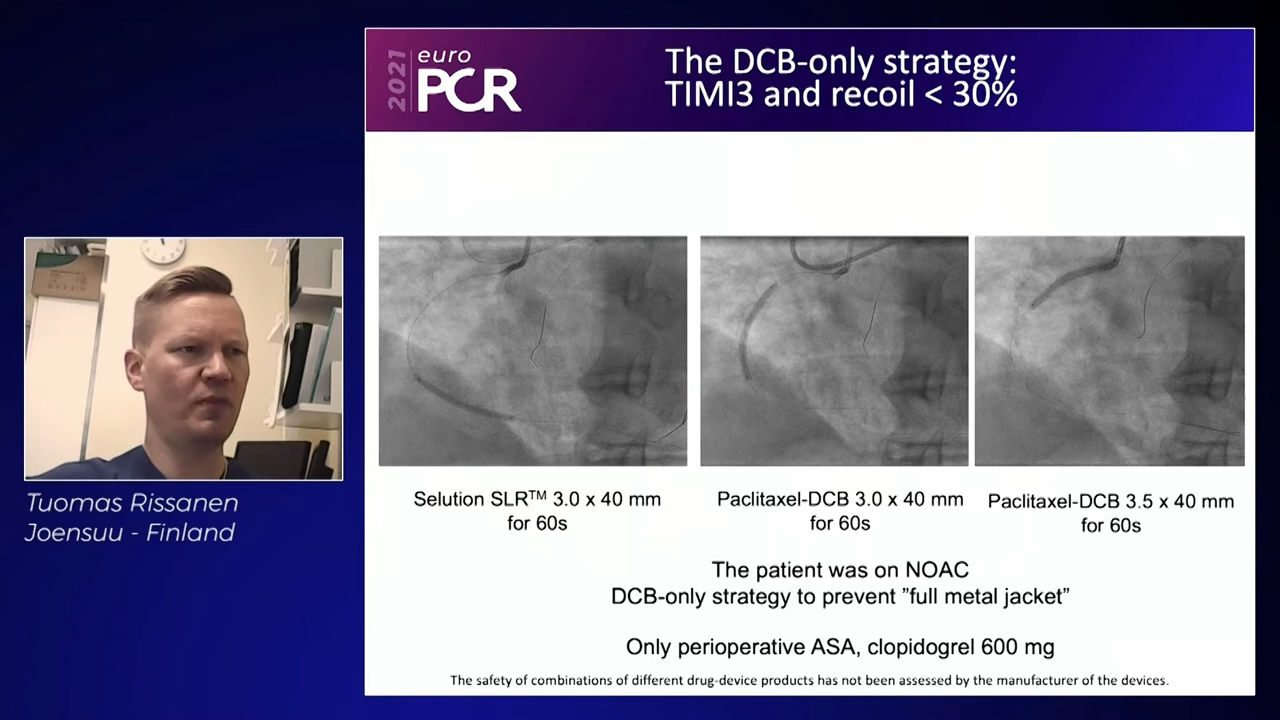 2021
euro
PCR
The DCB-only strategy:
TIMI3 and recoil < 30%
Tuomas Rissanen
Joensuu - Finland
Selution SLR™ 3.0 x 40 mm
for 60s
Paclitaxel-DCB 3.0 x 40 mm
for 60s
Paclitaxel-DCB 3.5 x 40 mm
for 60s
The patient was on NOAC
DCB-only strategy to prevent ”full metal jacket”
Only perioperative ASA, clopidogrel 600 mg
The safety of combinations of different drug-device products has not been assessed by the manufacturer of the devices.